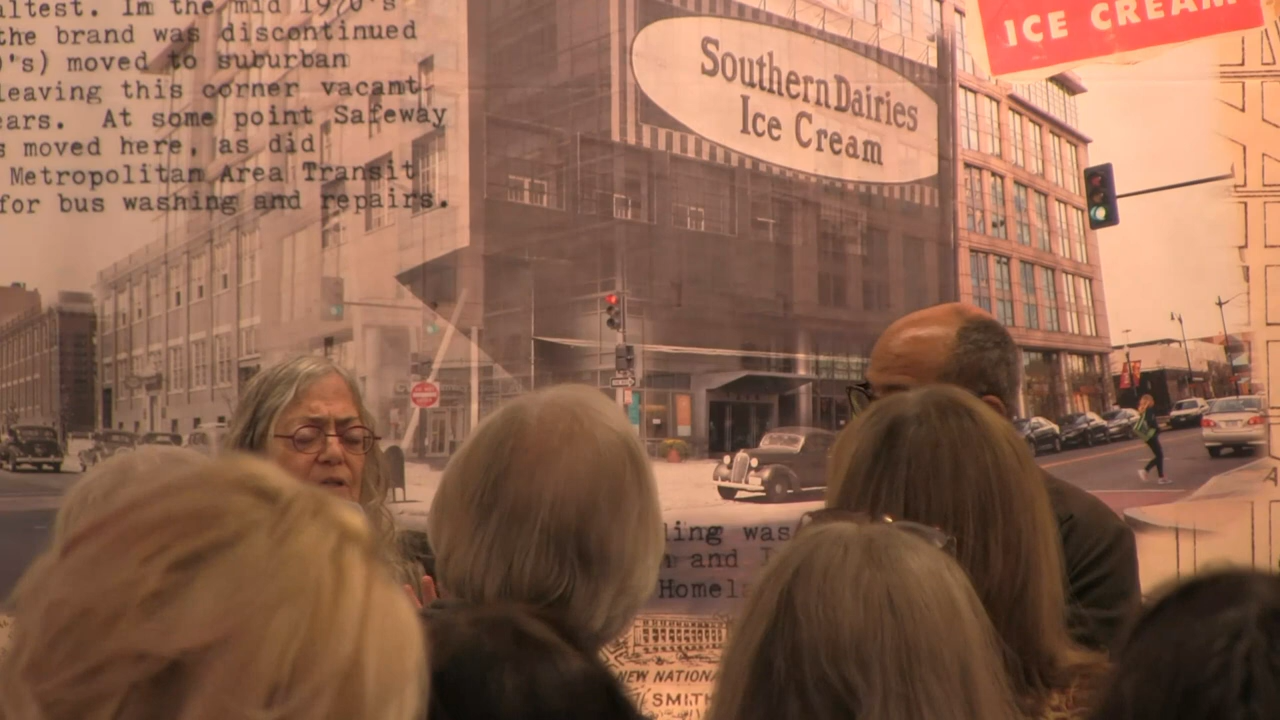 altest. In the mid 1970's
the brand was discontinued
0's) moved to suburban
leaving this corner vacant
ears. At some point Safeway
s moved here, as did
Metropolitan Area Transit
for bus washing and repairs.
ICE CREAM
Southern Dairies
Ice Cream
ling was
and
Homel
NEW NATIONA
SMITH